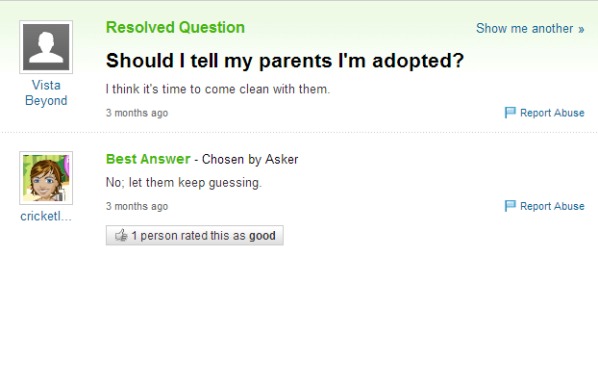 Resolved Question
Show me another »
Should I tell my parents I'm adopted?
Vista
Beyond
I think it's time to come clean with them.
3 months ago
Report Abuse
Best Answer - Chosen by Asker
No; let them keep guessing.
cricketl...
3 months ago
Report Abuse
1 person rated this as good